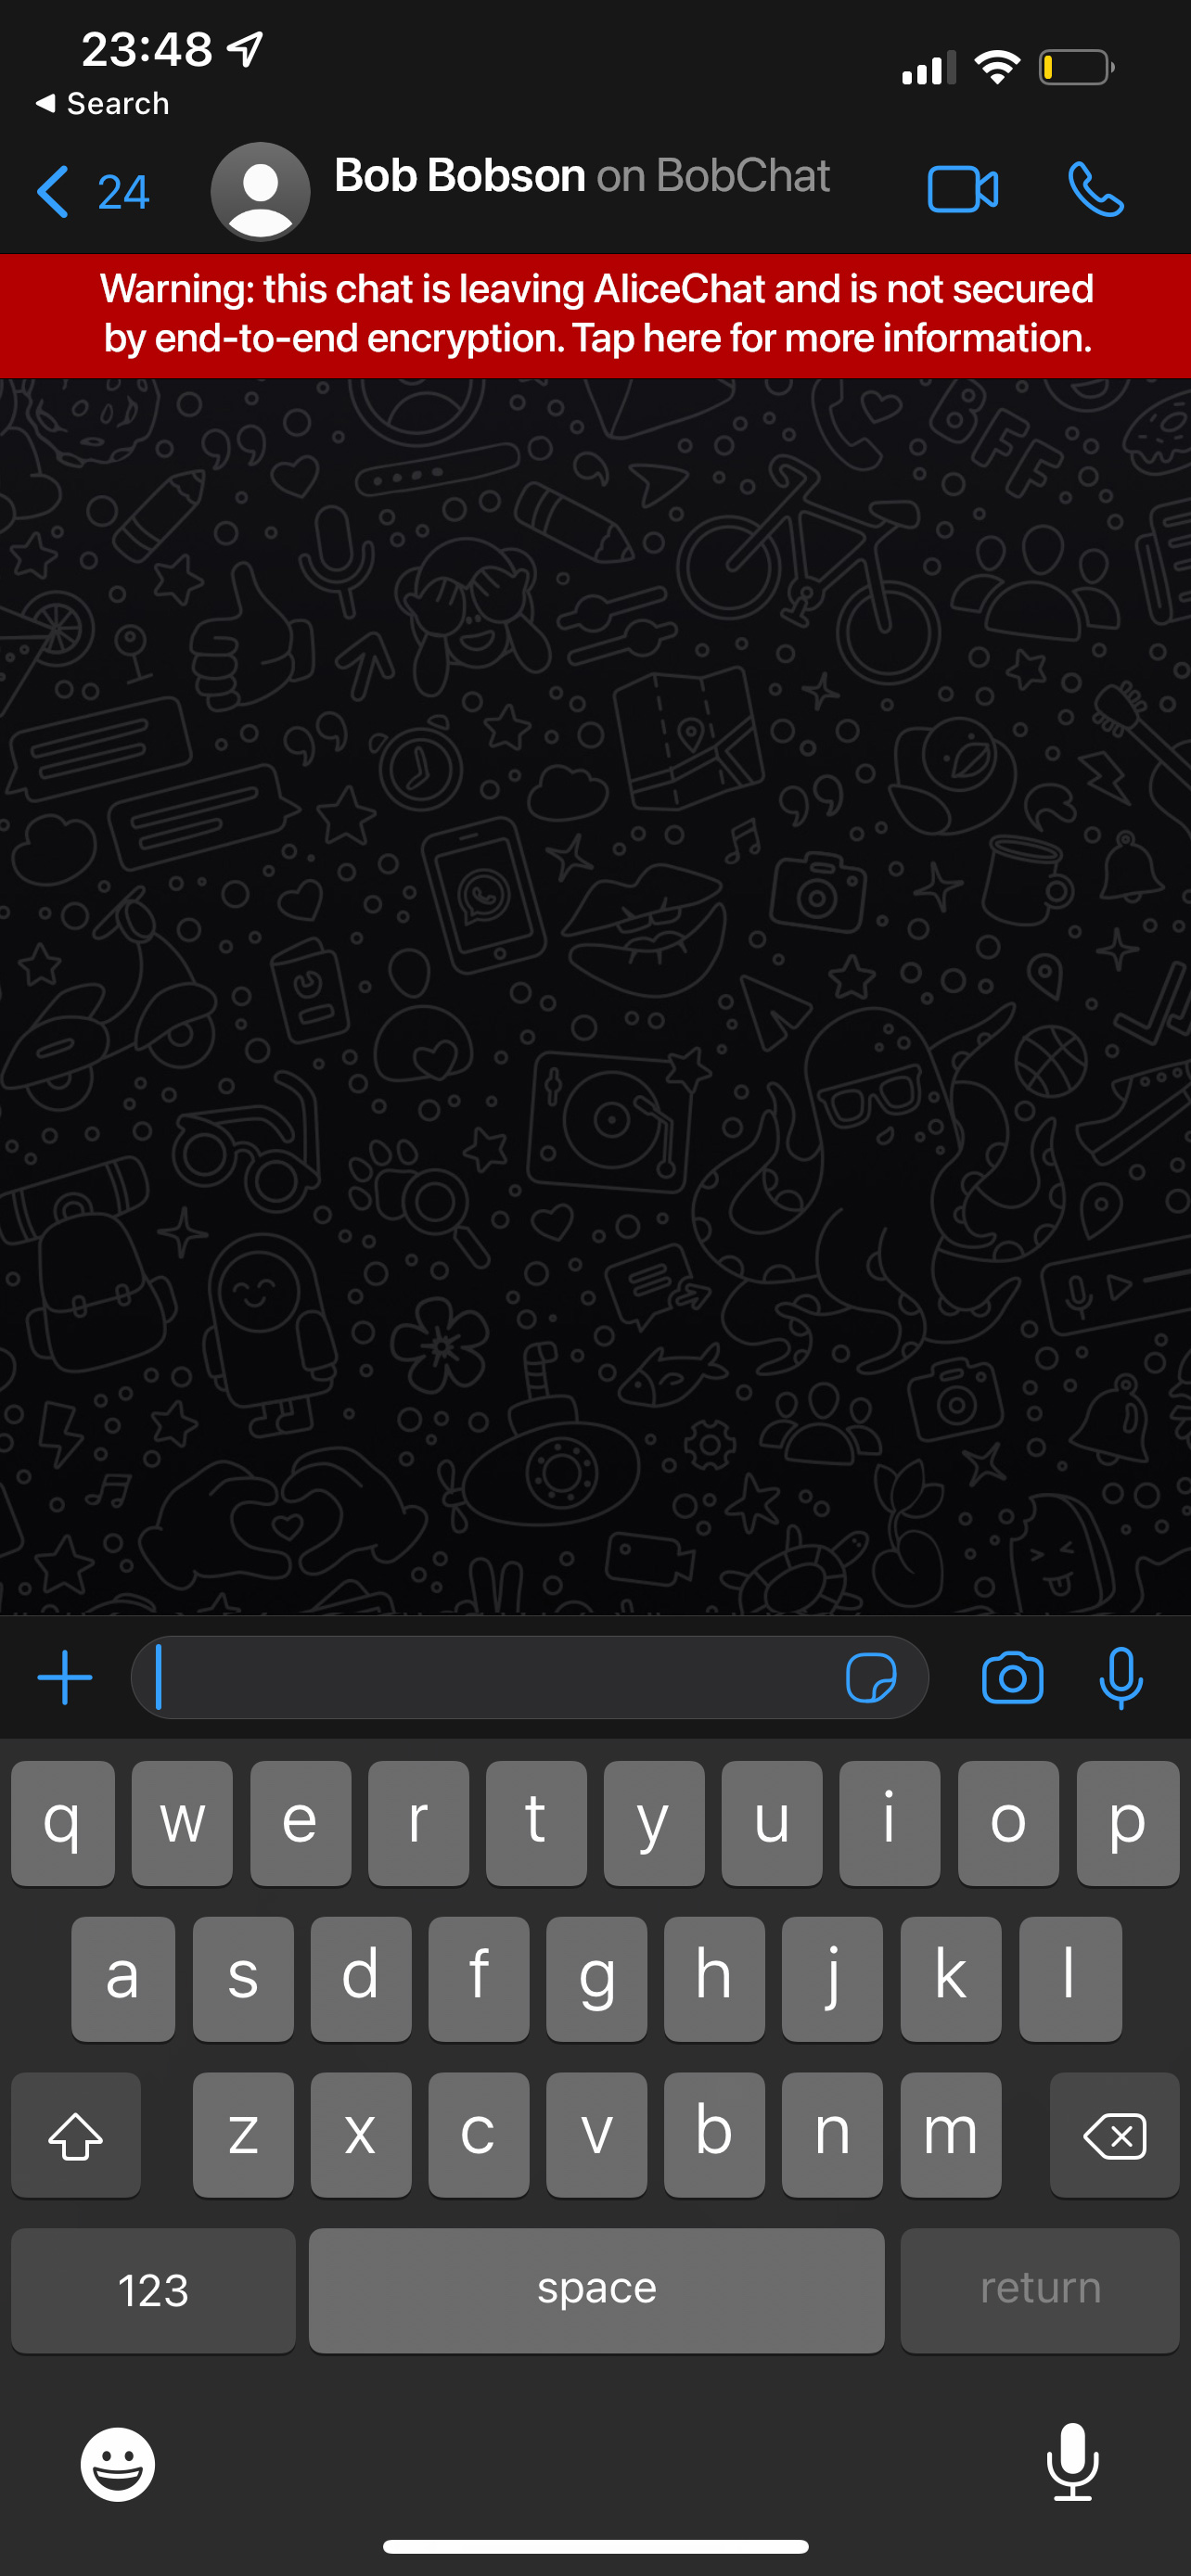 23:48
Search
24
Bob Bobson on BobChat
Warning: this chat is leaving AliceChat and is not secured
by end-to-end encryption. Tap here for more information.
BFF
q w e r t y u i o p
a s d f g h j k l
z x c v b n m
123 space return